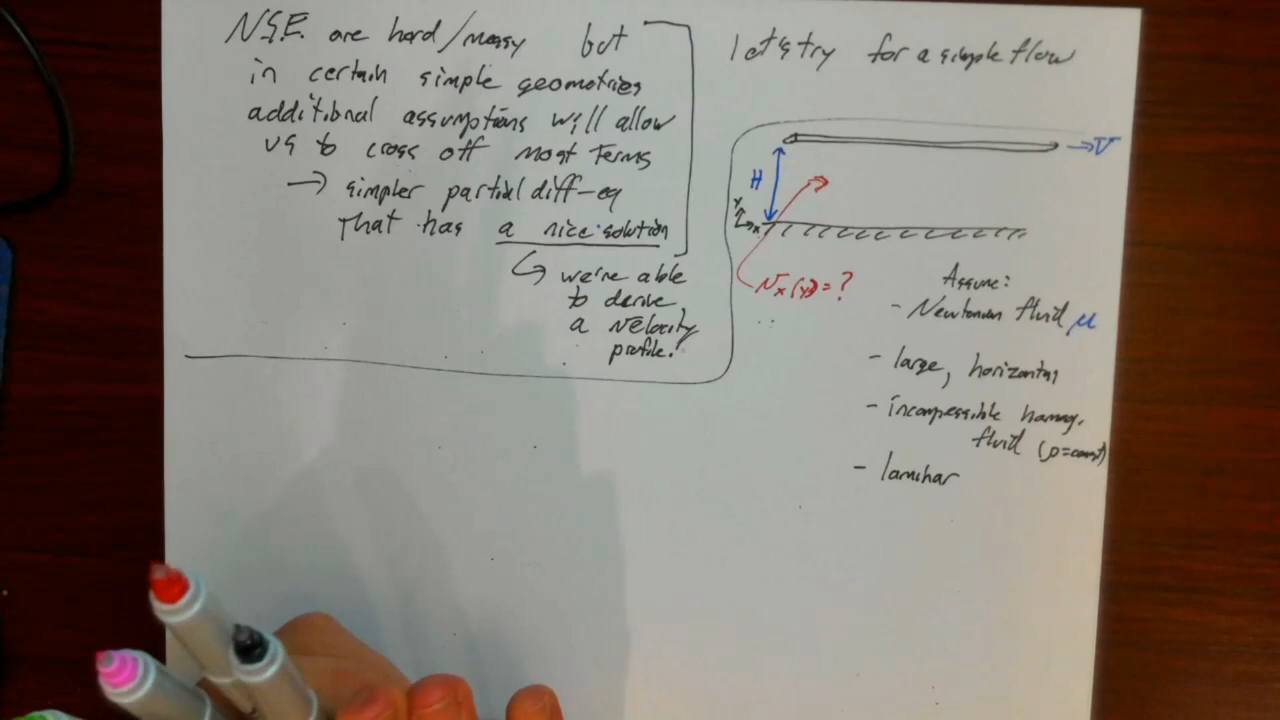 N.S.E. are hard/messy but
in certain simple geometries
additional assumptions will allow
us to cross off most terms
→ simpler partial diff-eq
That has a nice solution
↳ we're able
to derive
a velocity
profile.
let's try for a simple flow
→ V
H
y
x
v_x(y) = ?
Assume:
- Newtonian fluid μ
- large, horizontal
- incompessible homog.
fluid (ρ=const)
- laminar